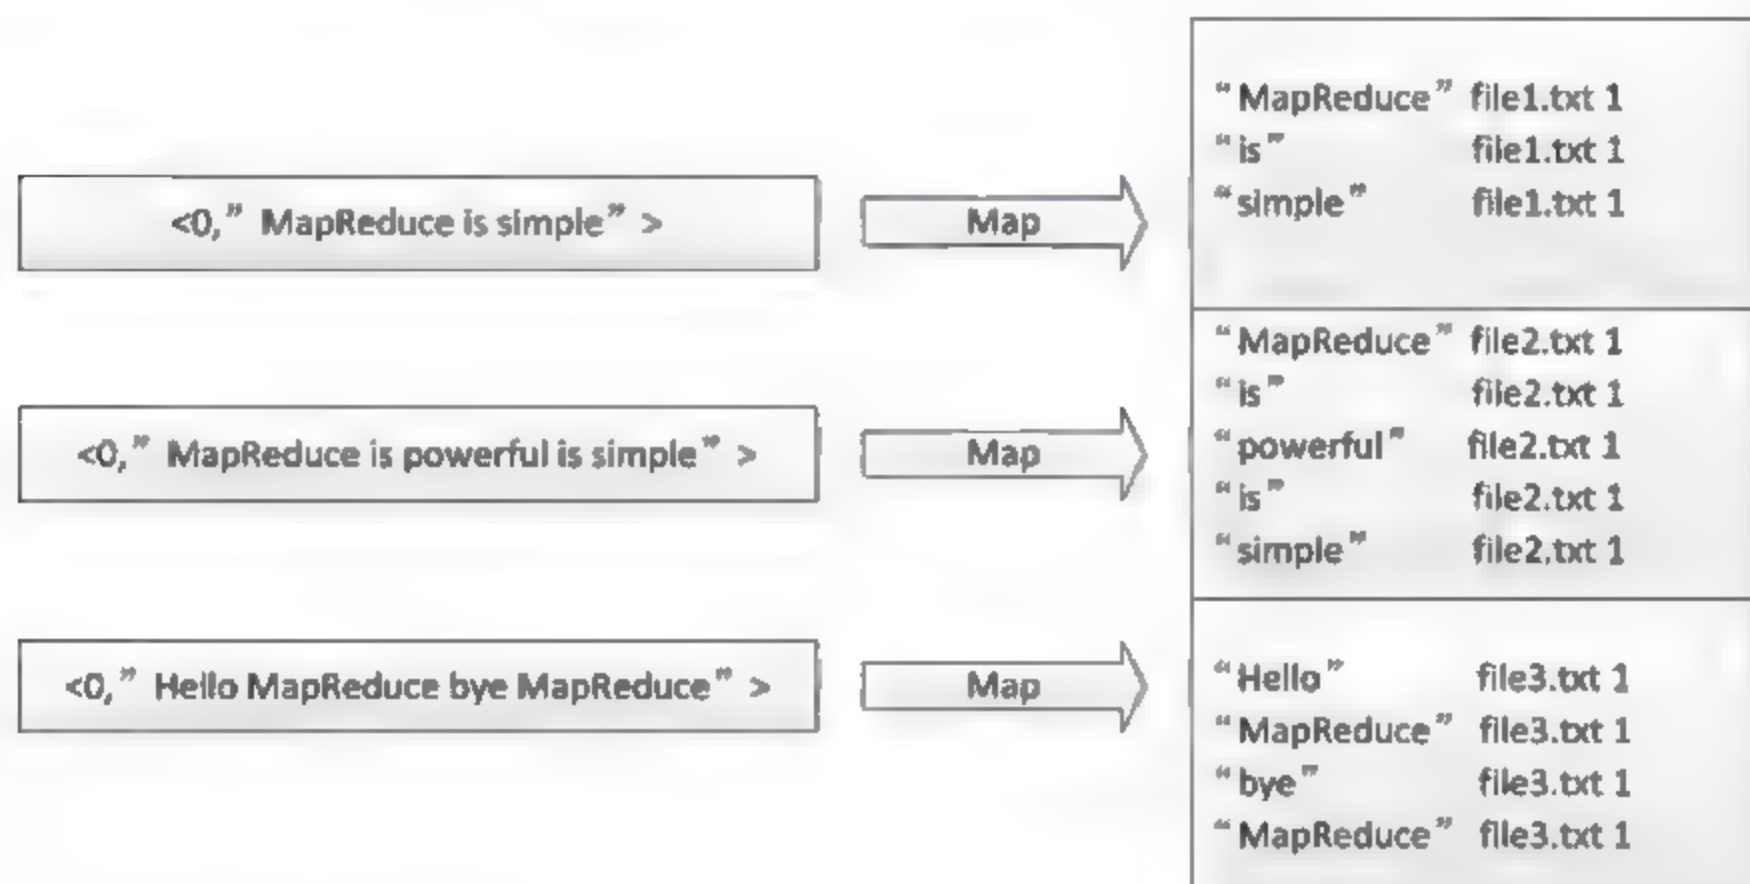 <0,” MapReduce is simple” >
Map
“MapReduce” file1.txt 1
“is” file1.txt 1
“simple” file1.txt 1
<0,” MapReduce is powerful is simple” >
Map
“MapReduce” file2.txt 1
“is” file2.txt 1
“powerful” file2.txt 1
“is” file2.txt 1
“simple” file2.txt 1
<0,” Hello MapReduce bye MapReduce” >
Map
“Hello” file3.txt 1
“MapReduce” file3.txt 1
“bye” file3.txt 1
“MapReduce” file3.txt 1